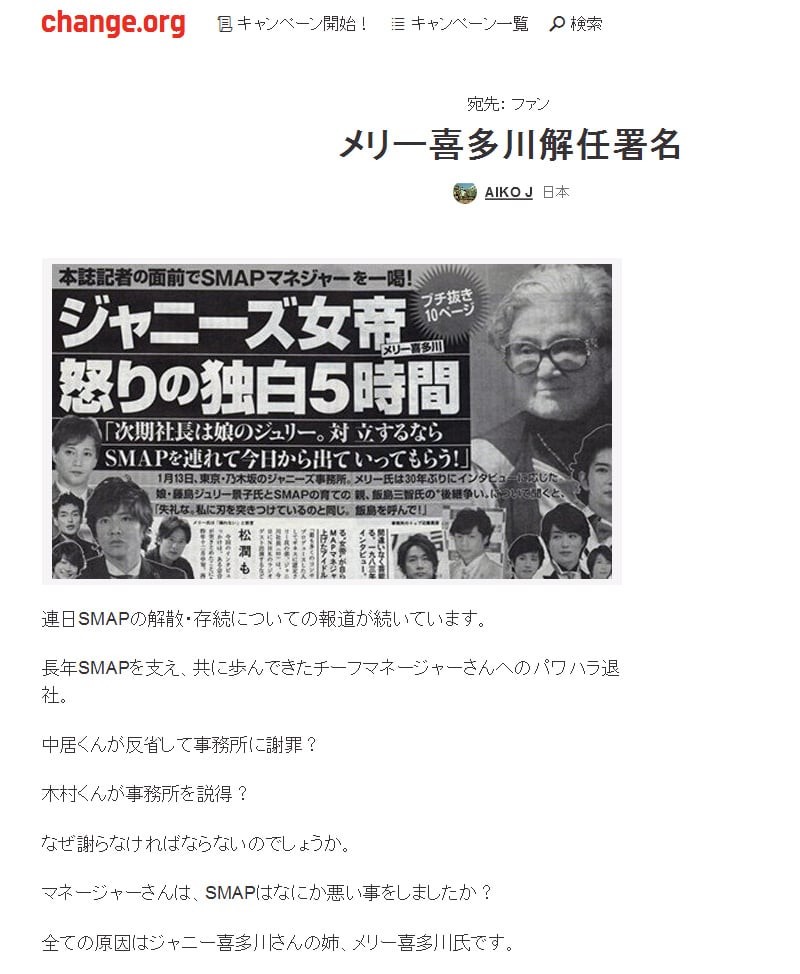 change.org キャンペーン開始！ キャンペーン一覧 検索
宛先： ファン
メリー喜多川解任署名
AIKO J 日本
本誌記者の面前でSMAPマネジャーを一喝！
ブチ抜き
10ページ
ジャニーズ女帝
メリー喜多川
怒りの独白5時間
「次期社長は娘のジュリー。対立するなら
SMAPを連れて今日から出ていってもらう！」
1月13日、東京・乃木坂のジャニーズ事務所。メリー氏は30年ぶりにインタビューに応じた
娘・藤島ジュリー景子氏とSMAPの育ての親、飯島三智氏の“後継争い”について聞くと、
「失礼な。私に刃を突きつけているのと同じ。飯島を呼んで！」
松潤も
連日SMAPの解散・存続についての報道が続いています。
長年SMAPを支え、共に歩んできたチーフマネージャーさんへのパワハラ退
社。
中居くんが反省して事務所に謝罪？
木村くんが事務所を説得？
なぜ謝らなければならないのでしょうか。
マネージャーさんは、SMAPはなにか悪い事をしましたか？
全ての原因はジャニー喜多川さんの姉、メリー喜多川氏です。